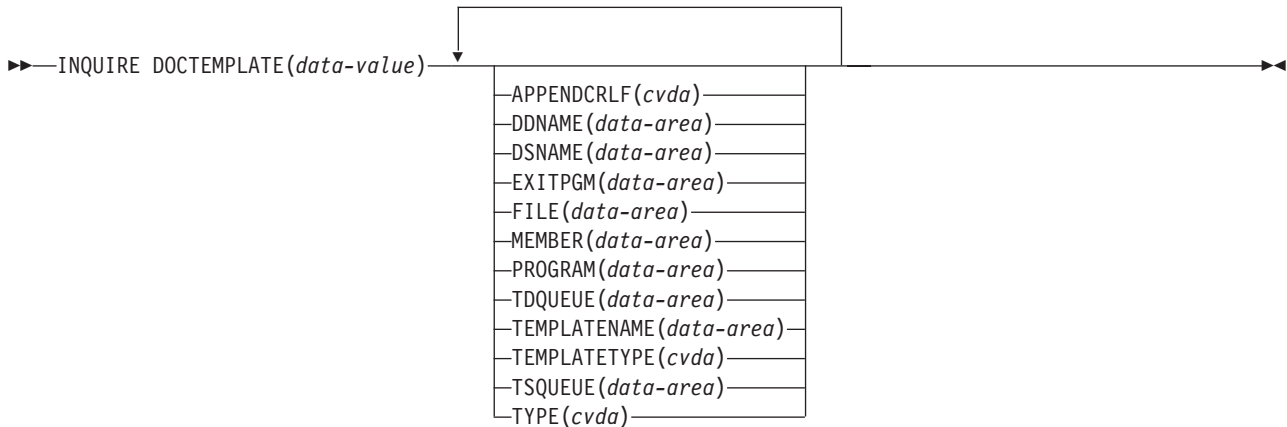 INQUIRE DOCTEMPLATE(data-value)
APPENDCRLF(cvda)
DDNAME(data-area)
DSNAME(data-area)
EXITPGM(data-area)
FILE(data-area)
MEMBER(data-area)
PROGRAM(data-area)
TDQUEUE(data-area)
TEMPLATENAME(data-area)
TEMPLATETYPE(cvda)
TSQUEUE(data-area)
TYPE(cvda)